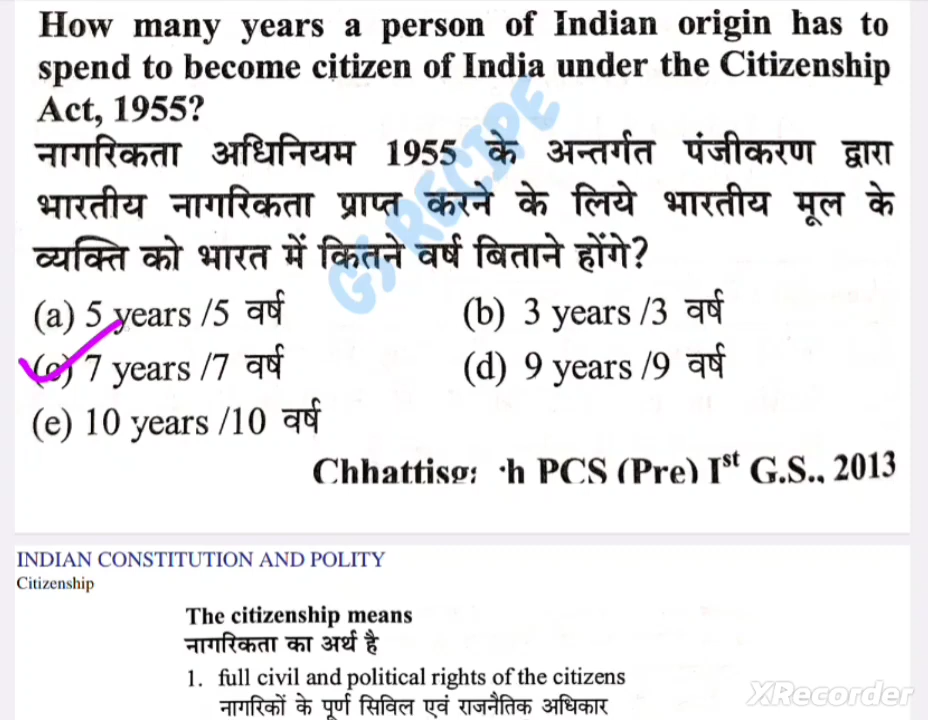 How many years a person of Indian origin has to
spend to become citizen of India under the Citizenship
Act, 1955?
नागरिकता अधिनियम 1955 के अन्तर्गत पंजीकरण द्वारा
भारतीय नागरिकता प्राप्त करने के लिये भारतीय मूल के
व्यक्ति को भारत में कितने वर्ष बिताने होंगे?
GS RECIPE
(a) 5 years /5 वर्ष (b) 3 years /3 वर्ष
(c) 7 years /7 वर्ष (d) 9 years /9 वर्ष
(e) 10 years /10 वर्ष
PCS (Pre) Ist G.S., 2013
INDIAN CONSTITUTION AND POLITY
Citizenship
The citizenship means
नागरिकता का अर्थ है
1. full civil and political rights of the citizens
नागरिकों के पूर्ण सिविल एवं राजनैतिक अधिकार
XRecorder